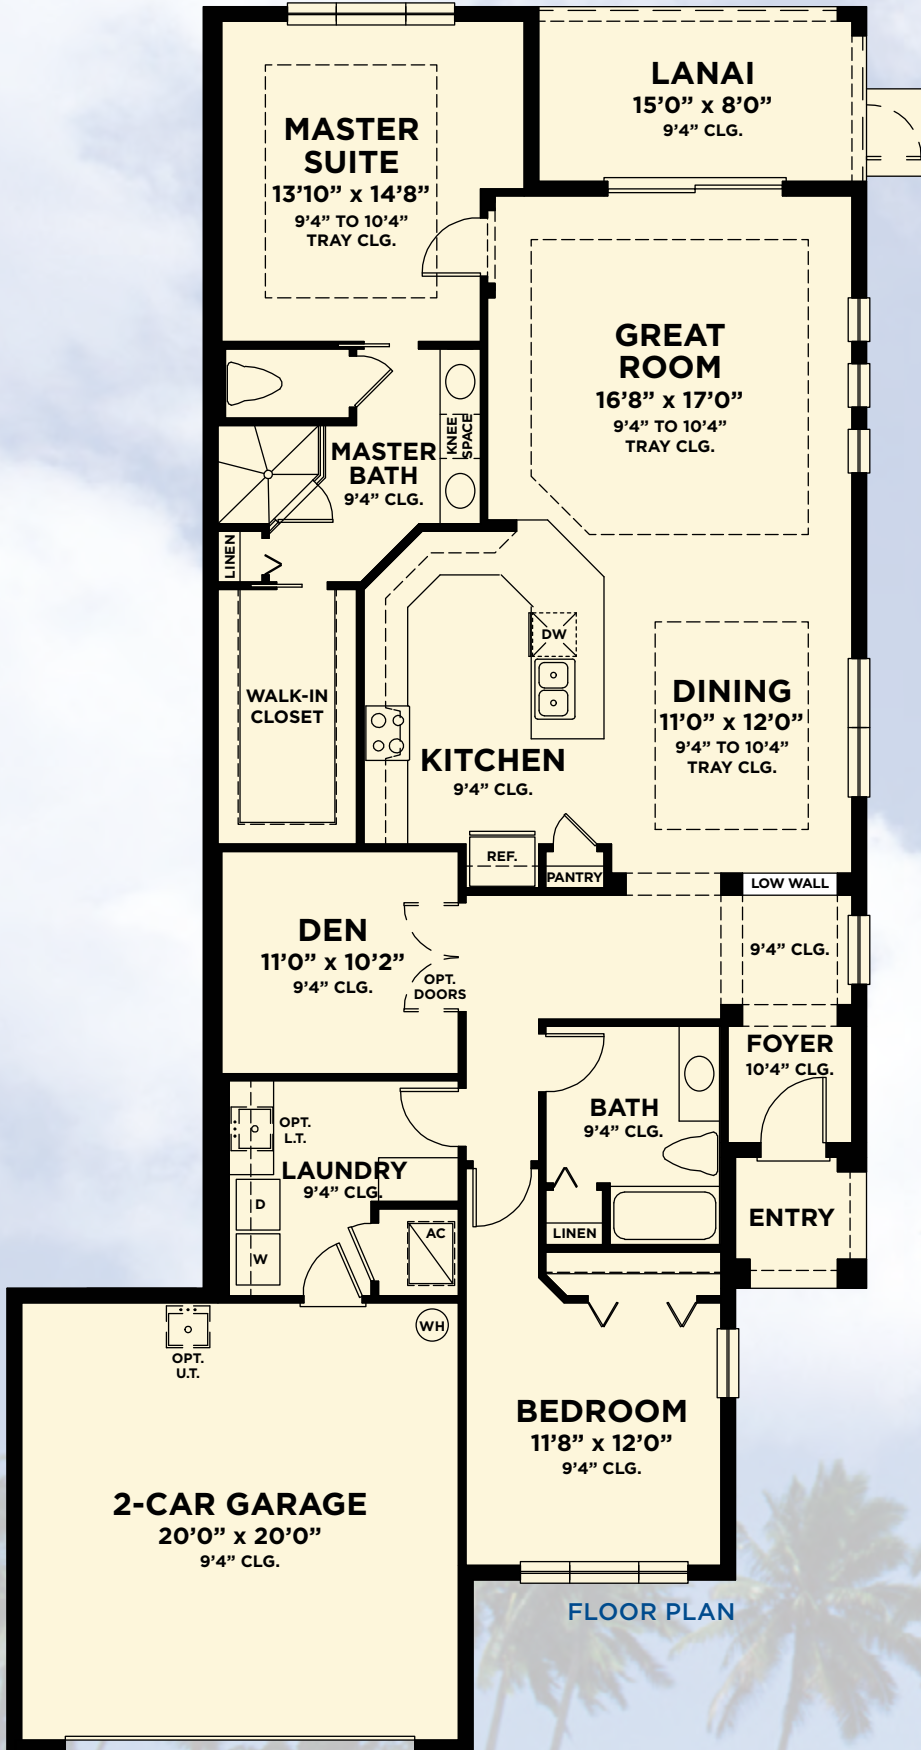 LANAI
15’0” x 8’0”
9’4” CLG.
MASTER
SUITE
13’10” x 14’8”
9’4” TO 10’4”
TRAY CLG.
GREAT
ROOM
16’8” x 17’0”
9’4” TO 10’4”
TRAY CLG.
KNEE
SPACE
MASTER
BATH
9’4” CLG.
LINEN
DW
WALK-IN
CLOSET
DINING
11’0” x 12’0”
9’4” TO 10’4”
TRAY CLG.
KITCHEN
9’4” CLG.
REF.
PANTRY
LOW WALL
DEN
11’0” x 10’2”
9’4” CLG.
OPT.
DOORS
9’4” CLG.
FOYER
10’4” CLG.
BATH
9’4” CLG.
OPT.
L.T.
LAUNDRY
9’4” CLG.
D
W
AC
LINEN
ENTRY
WH
OPT.
U.T.
BEDROOM
11’8” x 12’0”
9’4” CLG.
2-CAR GARAGE
20’0” x 20’0”
9’4” CLG.
FLOOR PLAN